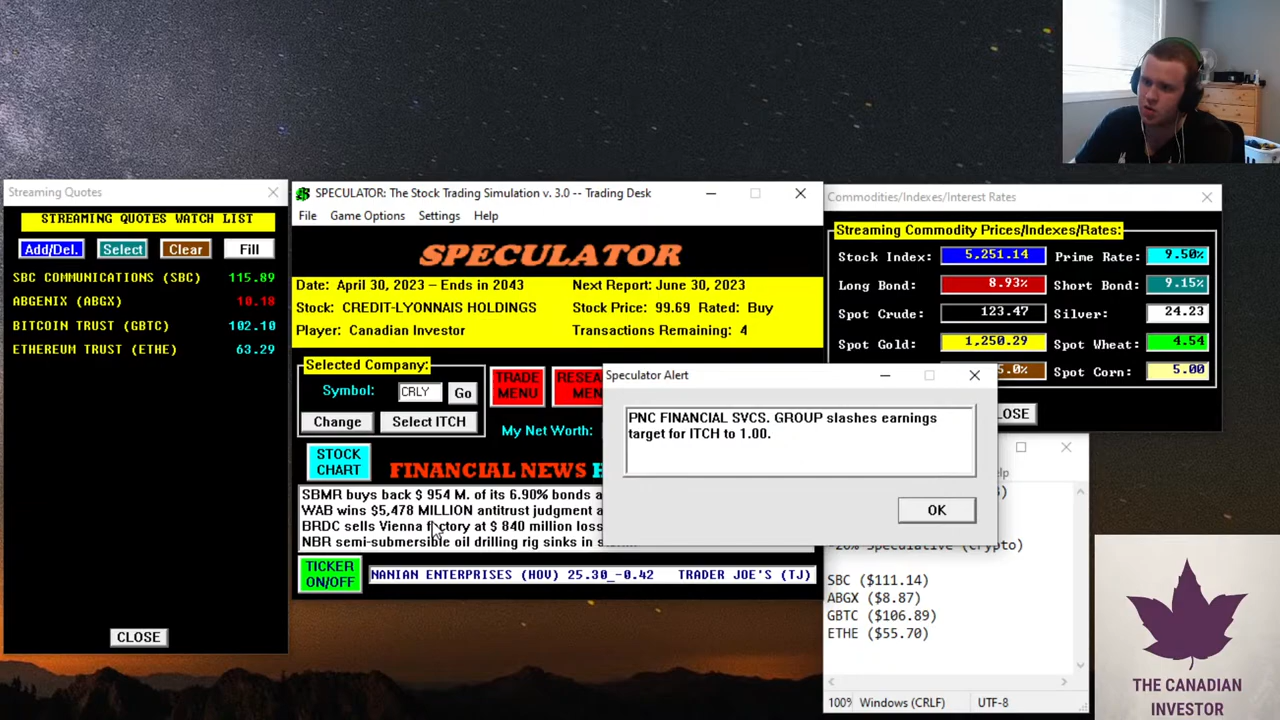 Streaming Quotes
STREAMING QUOTES WATCH LIST
Add/Del. Select Clear Fill
SBC COMMUNICATIONS (SBC) 115.89
ABGENIX (ABGX) 10.18
BITCOIN TRUST (GBTC) 102.10
ETHEREUM TRUST (ETHE) 63.29
CLOSE
SPECULATOR: The Stock Trading Simulation v. 3.0 -- Trading Desk
File Game Options Settings Help
SPECULATOR
Date: April 30, 2023 – Ends in 2043 Next Report: June 30, 2023
Stock: CREDIT-LYONNAIS HOLDINGS Stock Price: 99.69 Rated: Buy
Player: Canadian Investor Transactions Remaining: 4
Selected Company:
Symbol: CRLY Go
Change Select ITCH
TRADE
MENU
My Net Worth:
STOCK
CHART
FINANCIAL NEWS
SBMR buys back $ 954 M. of its 6.90% bonds
WAB wins $5,478 MILLION antitrust judgment
BRDC sells Vienna factory at $ 840 million loss
NBR semi-submersible oil drilling rig sinks in
TICKER
ON/OFF
NANIAN ENTERPRISES (HOV) 25.30_-0.42 TRADER JOE'S (TJ)
Speculator Alert
PNC FINANCIAL SVCS. GROUP slashes earnings
target for ITCH to 1.00.
OK
Commodities/Indexes/Interest Rates
Streaming Commodity Prices/Indexes/Rates:
Stock Index: 5,251.14 Prime Rate: 9.50%
Long Bond: 8.93% Short Bond: 9.15%
Spot Crude: 123.47 Silver: 24.23
Spot Gold: 1,250.29 Spot Wheat: 4.54
5.0% Spot Corn: 5.00
LOSE
(Crypto)
SBC ($111.14)
ABGX ($8.87)
GBTC ($106.89)
ETHE ($55.70)
100% Windows (CRLF) UTF-8
THE CANADIAN
INVESTOR